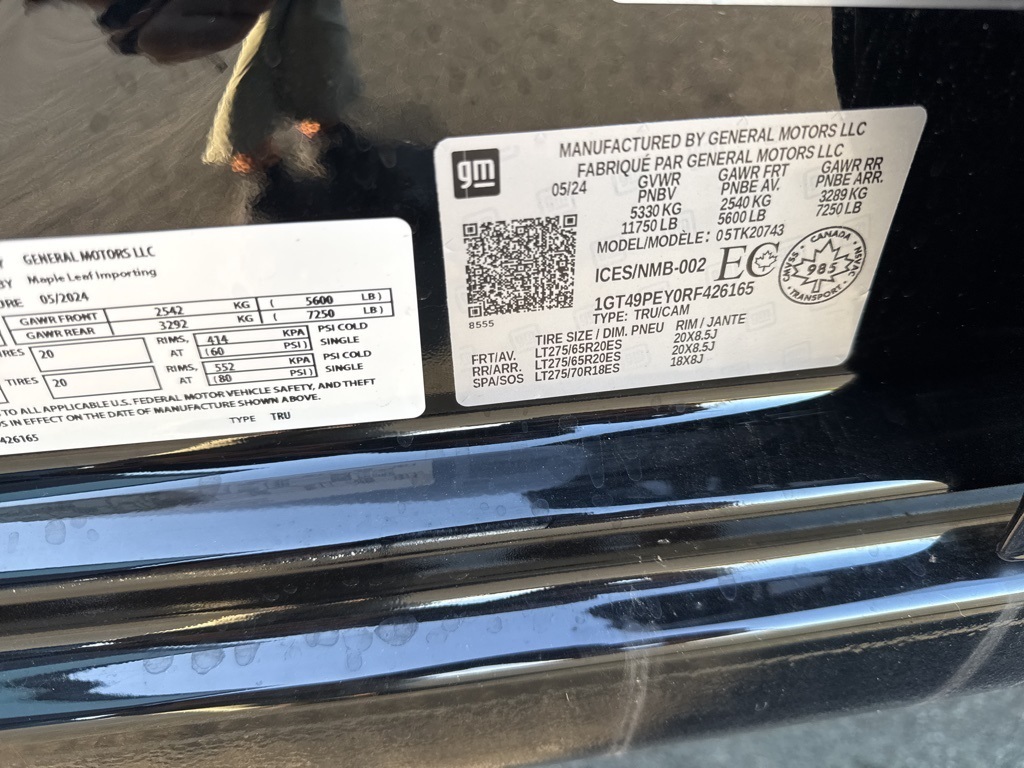 Y GENERAL MOTORS LLC
BY Maple Leaf Importing
URE 05/2024
GAWR FRONT 2542 KG ( 5600 LB)
GAWR REAR 3292 KG ( 7250 LB)
IRES 20 RIMS, 414 KPA PSI COLD
AT (60 PSI) SINGLE
TIRES 20 RIMS, 552 KPA PSI COLD
AT (80 PSI) SINGLE
TO ALL APPLICABLE U.S. FEDERAL MOTOR VEHICLE SAFETY, AND THEFT
DS IN EFFECT ON THE DATE OF MANUFACTURE SHOWN ABOVE.
426165 TYPE TRU
gm
MANUFACTURED BY GENERAL MOTORS LLC
FABRIQUÉ PAR GENERAL MOTORS LLC
05/24 GVWR GAWR FRT GAWR RR
PNBV PNBE AV. PNBE ARR.
5330 KG 2540 KG 3289 KG
11750 LB 5600 LB 7250 LB
MODEL/MODÈLE: 05TK20743
ICES/NMB-002 EC
CANADA
985
TRANSPORT
1GT49PEY0RF426165
TYPE: TRU/CAM
8555
TIRE SIZE / DIM. PNEU RIM / JANTE
FRT/AV. LT275/65R20ES 20X8.5J
RR/ARR. LT275/65R20ES 20X8.5J
SPA/SOS LT275/70R18ES 18X8J